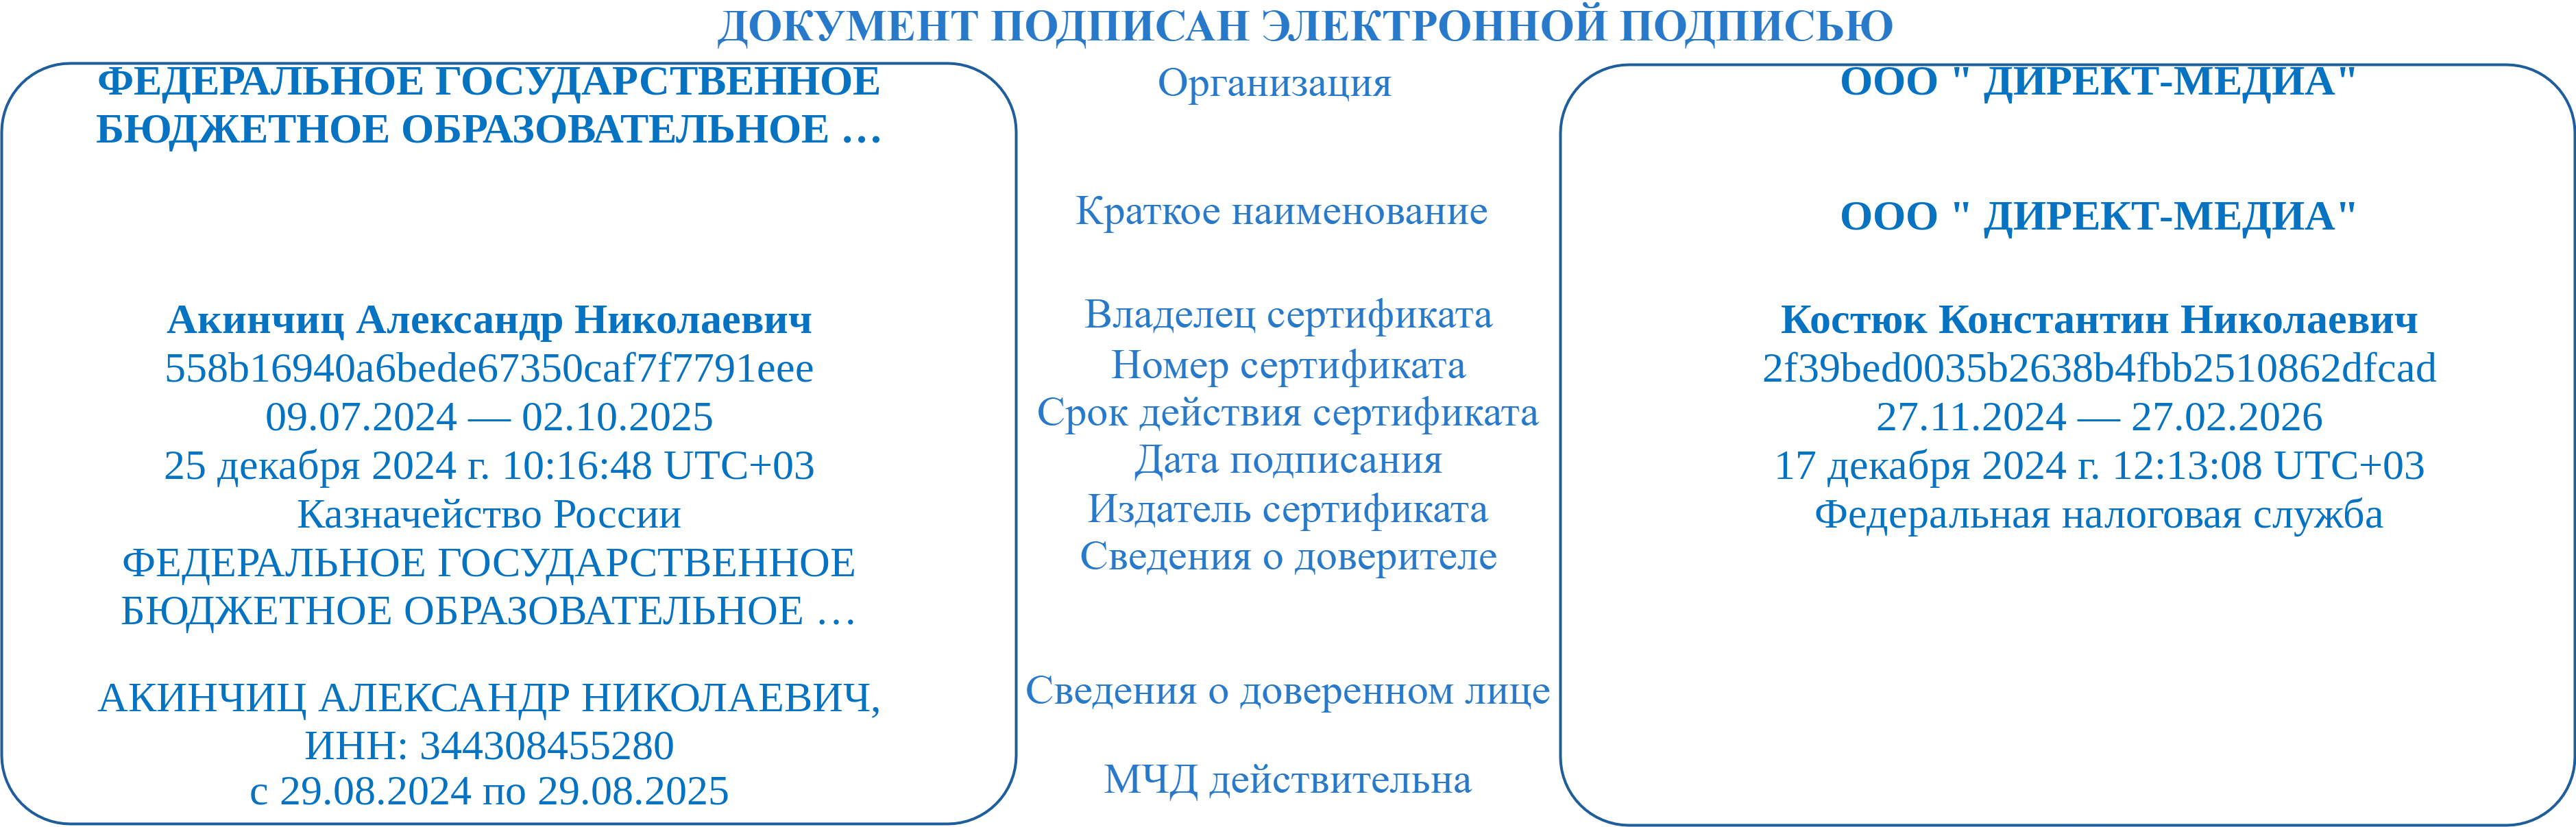 ДОКУМЕНТ ПОДПИСАН ЭЛЕКТРОННОЙ ПОДПИСЬЮ
ФЕДЕРАЛЬНОЕ ГОСУДАРСТВЕННОЕ
БЮДЖЕТНОЕ ОБРАЗОВАТЕЛЬНОЕ …
Акинчиц Александр Николаевич
558b16940a6bede67350caf7f7791eee
09.07.2024 — 02.10.2025
25 декабря 2024 г. 10:16:48 UTC+03
Казначейство России
ФЕДЕРАЛЬНОЕ ГОСУДАРСТВЕННОЕ
БЮДЖЕТНОЕ ОБРАЗОВАТЕЛЬНОЕ …
АКИНЧИЦ АЛЕКСАНДР НИКОЛАЕВИЧ,
ИНН: 344308455280
с 29.08.2024 по 29.08.2025
Организация
Краткое наименование
Владелец сертификата
Номер сертификата
Срок действия сертификата
Дата подписания
Издатель сертификата
Сведения о доверителе
Сведения о доверенном лице
МЧД действительна
ООО " ДИРЕКТ-МЕДИА"
ООО " ДИРЕКТ-МЕДИА"
Костюк Константин Николаевич
2f39bed0035b2638b4fbb2510862dfcad
27.11.2024 — 27.02.2026
17 декабря 2024 г. 12:13:08 UTC+03
Федеральная налоговая служба